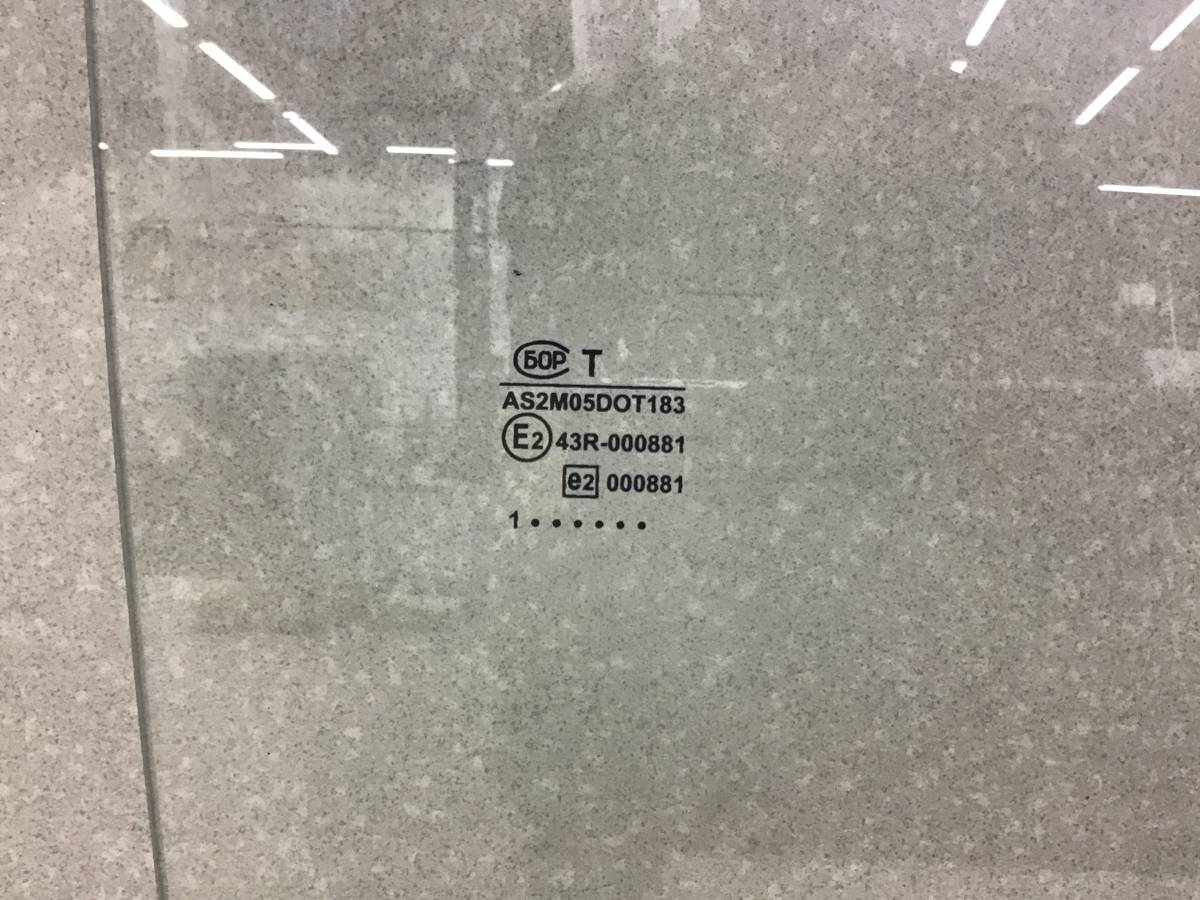 БОР T
AS2M05DOT183
E2 43R-000881
e2 000881
1 • • • • • •